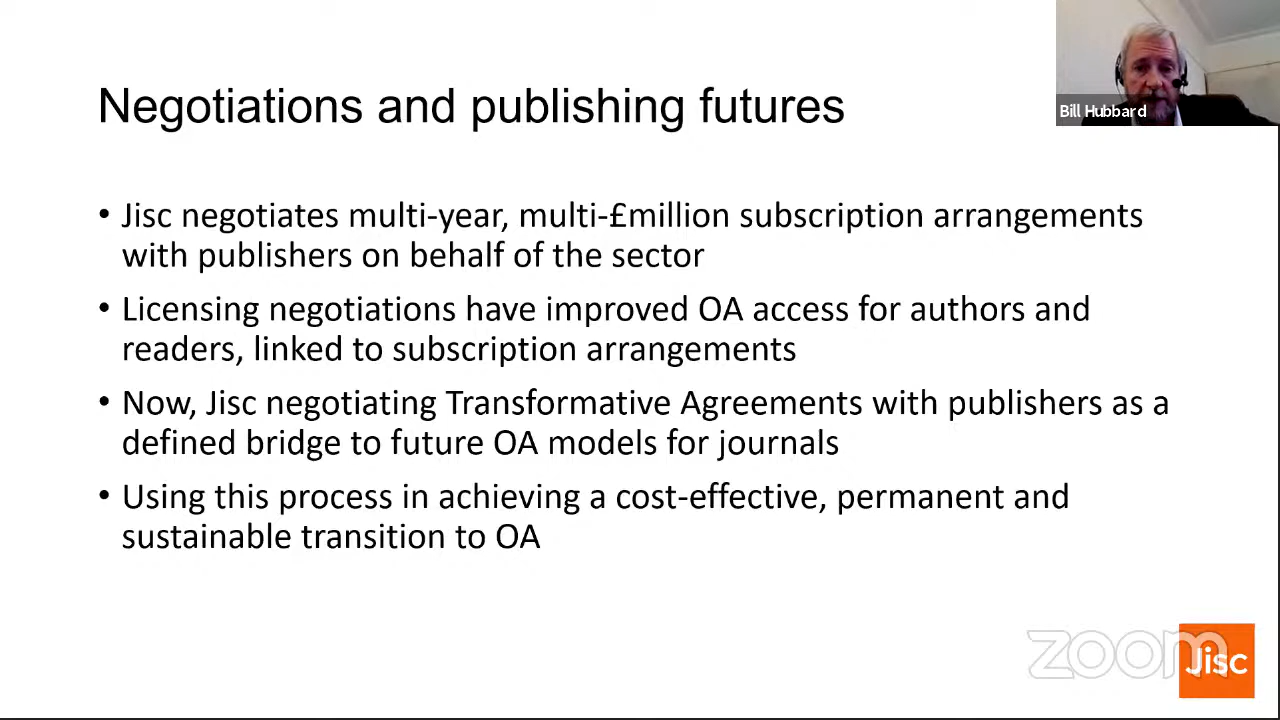 Negotiations and publishing futures
Bill Hubbard
• Jisc negotiates multi-year, multi-£million subscription arrangements
with publishers on behalf of the sector
• Licensing negotiations have improved OA access for authors and
readers, linked to subscription arrangements
• Now, Jisc negotiating Transformative Agreements with publishers as a
defined bridge to future OA models for journals
• Using this process in achieving a cost-effective, permanent and
sustainable transition to OA
zoom
Jisc